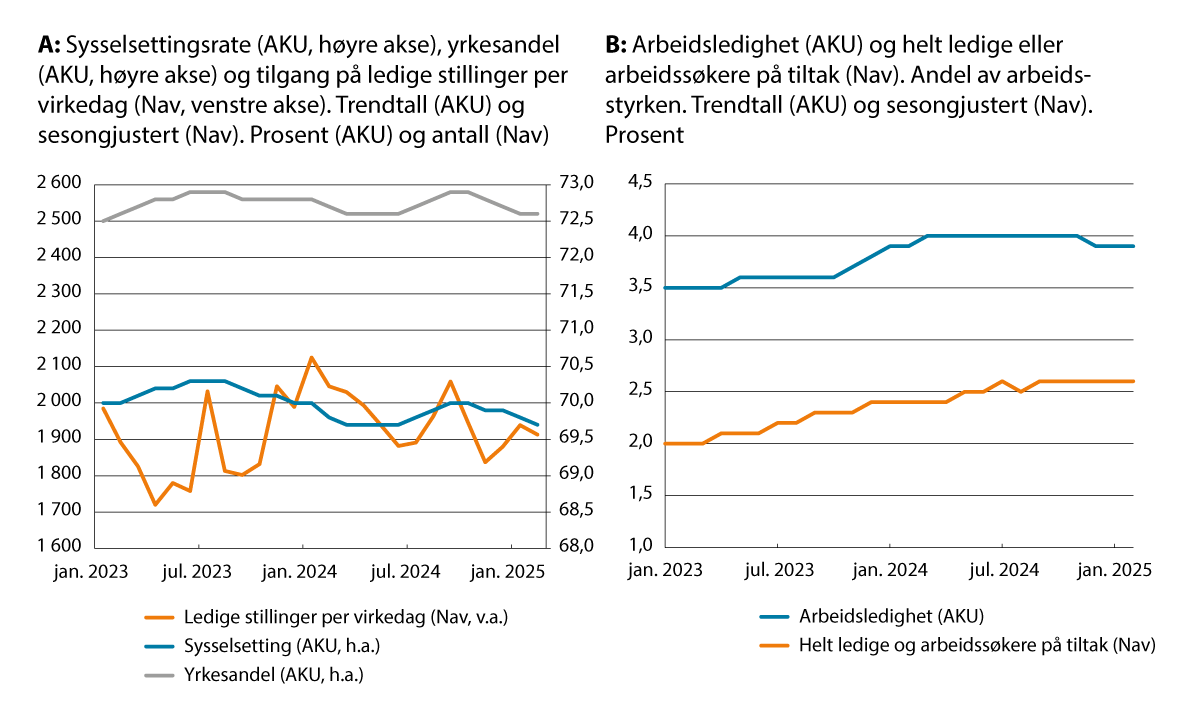 A: Sysselsettingsrate (AKU, høyre akse), yrkesandel
(AKU, høyre akse) og tilgang på ledige stillinger per
virkedag (Nav, venstre akse). Trendtall (AKU) og
sesongjustert (Nav). Prosent (AKU) og antall (Nav)
2 600 73,0
2 500 72,5
2 400 72,0
2 300 71,5
2 200 71,0
2 100 70,5
2 000 70,0
1 900 69,5
1 800 69,0
1 700 68,5
1 600 68,0
jan. 2023 jul. 2023 jan. 2024 jul. 2024 jan. 2025
Ledige stillinger per virkedag (Nav, v.a.)
Sysselsetting (AKU, h.a.)
Yrkesandel (AKU, h.a.)
B: Arbeidsledighet (AKU) og helt ledige eller
arbeidssøkere på tiltak (Nav). Andel av arbeids-
styrken. Trendtall (AKU) og sesongjustert (Nav).
Prosent
4,5
4,0
3,5
3,0
2,5
2,0
1,5
1,0
jan. 2023 jul. 2023 jan. 2024 jul. 2024 jan. 2025
Arbeidsledighet (AKU)
Helt ledige og arbeidssøkere på tiltak (Nav)